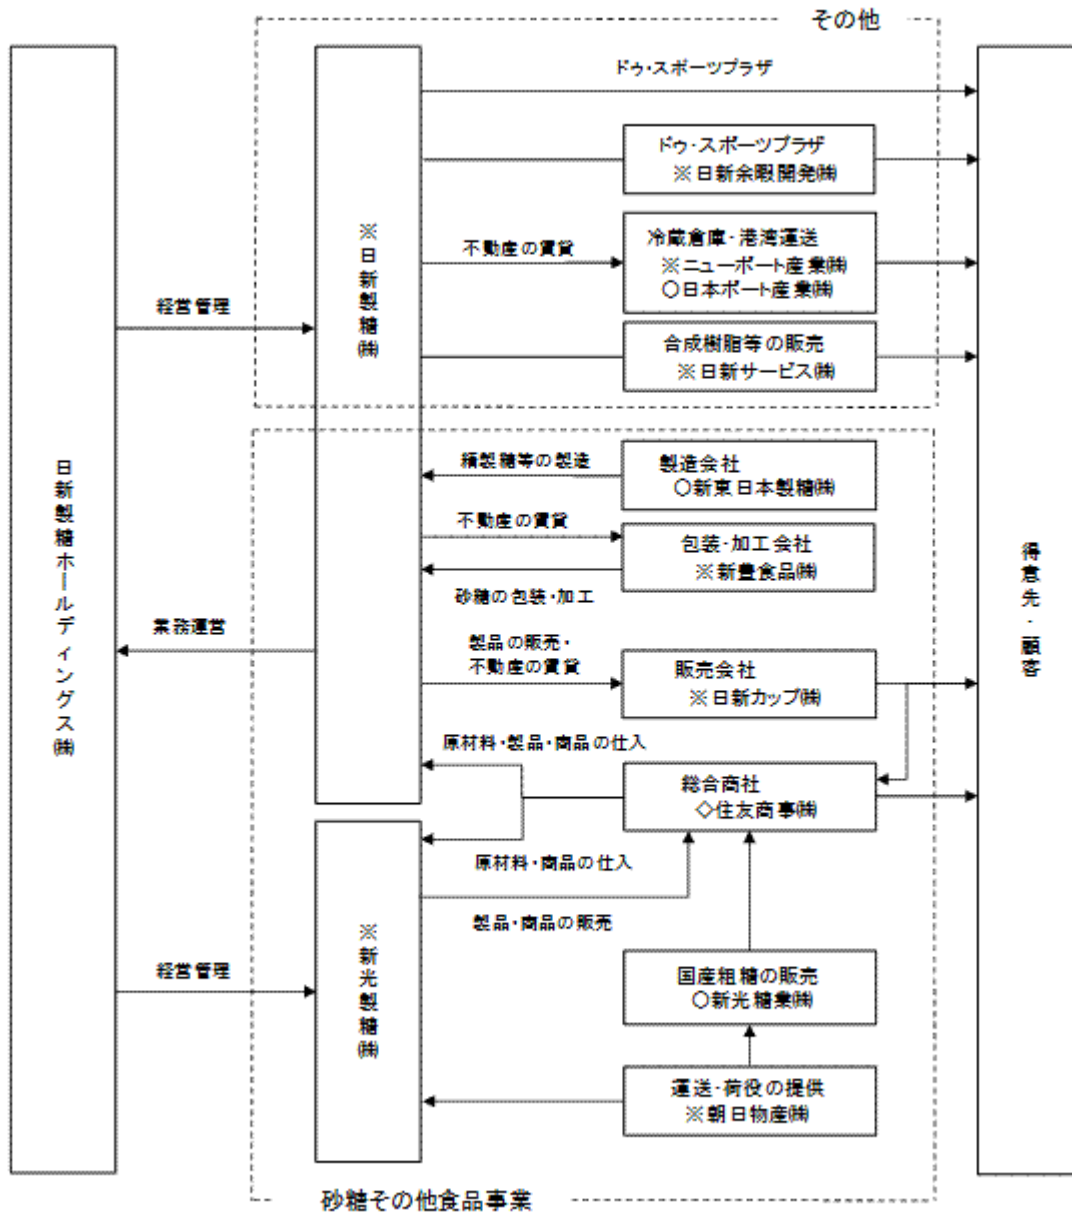 その他
ドゥ・スポーツプラザ
ドゥ・スポーツプラザ
※日新余暇開発㈱
不動産の賃貸
冷蔵倉庫・港湾運送
※ニューポート産業㈱
○日本ポート産業㈱
合成樹脂等の販売
※日新サービス㈱
※日新製糖㈱
経営管理
日新製糖ホールディングス㈱
業務運営
精製糖等の製造
製造会社
○新東日本製糖㈱
不動産の賃貸
包装・加工会社
※新豊食品㈱
砂糖の包装・加工
製品の販売・
不動産の賃貸
販売会社
※日新カップ㈱
原材料・製品・商品の仕入
総合商社
◇住友商事㈱
原材料・商品の仕入
製品・商品の販売
※新光製糖㈱
経営管理
国産粗糖の販売
○新光糖業㈱
運送・荷役の提供
※朝日物産㈱
得意先・顧客
砂糖その他食品事業